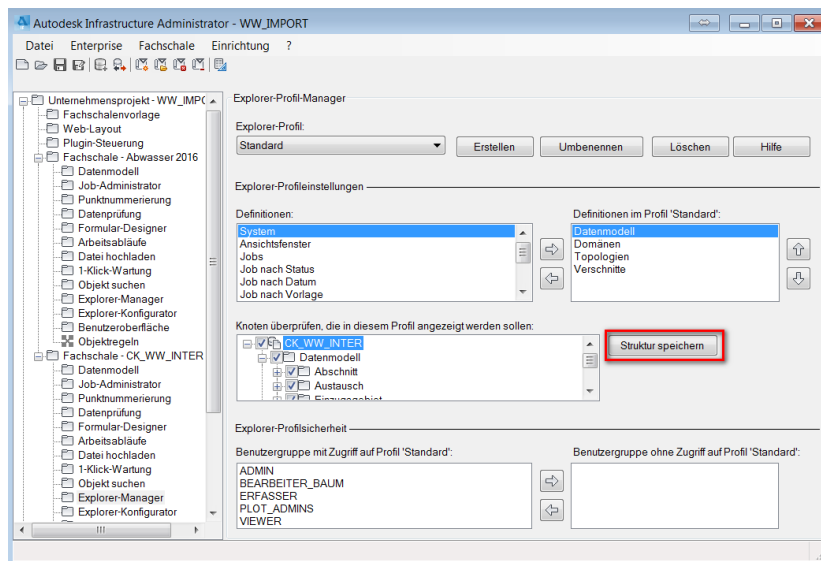 Autodesk Infrastructure Administrator - WW_IMPORT
Datei Enterprise Fachschale Einrichtung ?
Unternehmensprojekt - WW_IMPC
Fachschalenvorlage
Web-Layout
Plugin-Steuerung
Fachschale - Abwasser 2016
Datenmodell
Job-Administrator
Punktnummerierung
Datenprüfung
Formular-Designer
Arbeitsabläufe
Datei hochladen
1-Klick-Wartung
Objekt suchen
Explorer-Manager
Explorer-Konfigurator
Benutzeroberfläche
Objektregeln
Fachschale - CK_WW_INTER
Datenmodell
Job-Administrator
Punktnummerierung
Datenprüfung
Formular-Designer
Arbeitsabläufe
Datei hochladen
1-Klick-Wartung
Objekt suchen
Explorer-Manager
Explorer-Konfigurator
Explorer-Profil-Manager
Explorer-Profil:
Standard
Erstellen
Umbenennen
Löschen
Hilfe
Explorer-Profileinstellungen
Definitionen:
System
Ansichtsfenster
Jobs
Job nach Status
Job nach Datum
Job nach Vorlage
Definitionen im Profil 'Standard':
Datenmodell
Domänen
Topologien
Verschnitte
Knoten überprüfen, die in diesem Profil angezeigt werden sollen:
CK_WW_INTER
Datenmodell
Abschnitt
Austausch
Einzugsgebiet
Struktur speichern
Explorer-Profilsicherheit
Benutzergruppe mit Zugriff auf Profil 'Standard':
ADMIN
BEARBEITER_BAUM
ERFASSER
PLOT_ADMINS
VIEWER
Benutzergruppe ohne Zugriff auf Profil 'Standard':